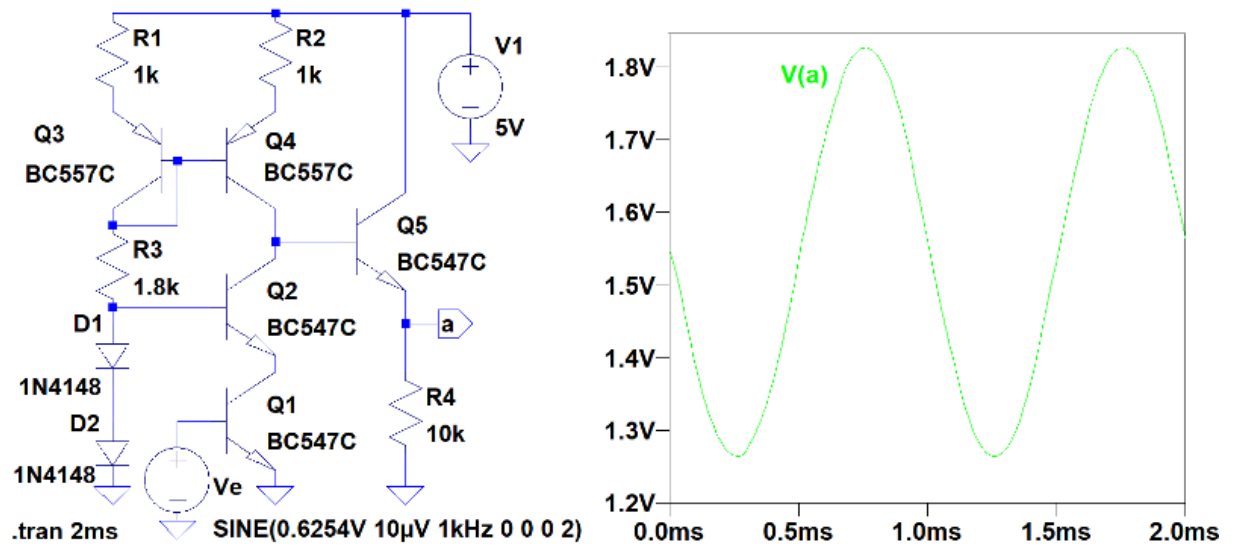 R1
1k
R2
1k
V1
5V
Q3
BC557C
Q4
BC557C
Q5
BC547C
R3
1.8k
Q2
BC547C
a
D1
1N4148
D2
1N4148
Q1
BC547C
R4
10k
Ve
.tran 2ms
SINE(0.6254V 10µV 1kHz 0 0 0 2)
V(a)
1.8V
1.7V
1.6V
1.5V
1.4V
1.3V
1.2V
0.0ms 0.5ms 1.0ms 1.5ms 2.0ms